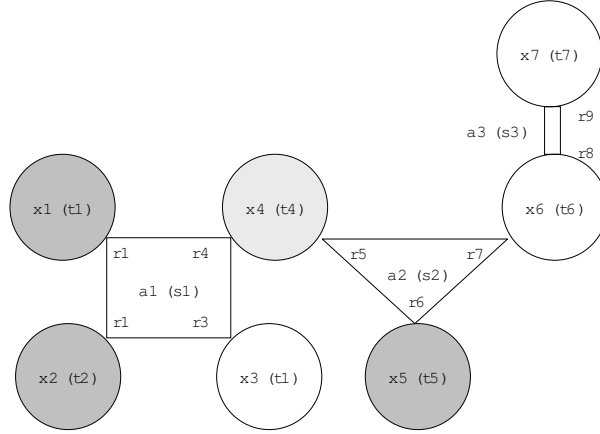 x7 (t7)
r9
a3 (s3)
r8
x1 (t1)
x4 (t4)
x6 (t6)
r1
r4
r5
r7
a2 (s2)
a1 (s1)
r6
r1
r3
x2 (t2)
x3 (t1)
x5 (t5)